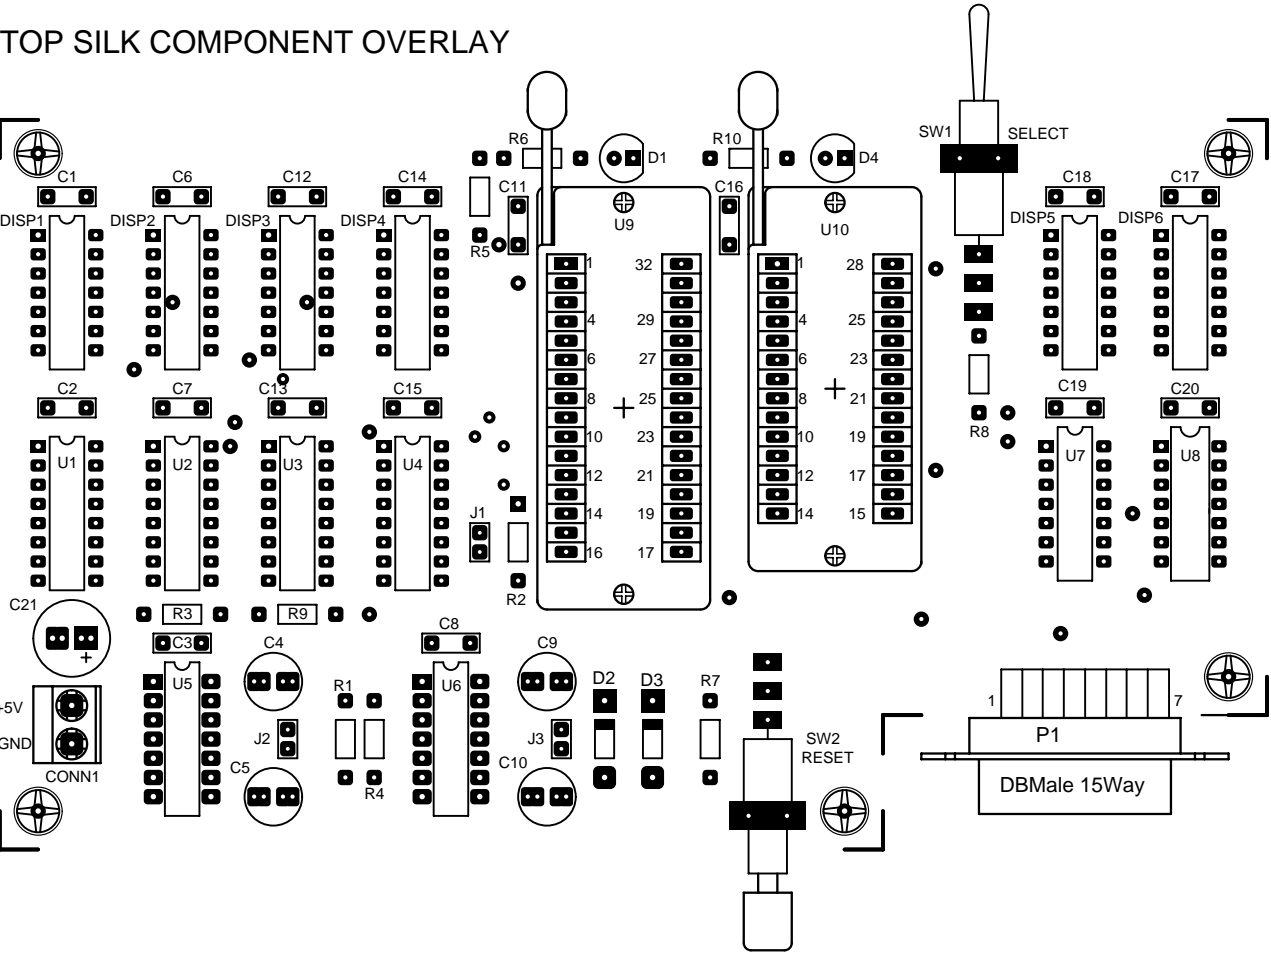 TOP SILK COMPONENT OVERLAY
SW1 SELECT
R6 R10
D1 D4
C1 C6 C12 C14 C11 C16 C18 C17
DISP1 DISP2 DISP3 DISP4 DISP5 DISP6
R5 U9 U10
1 32 1 28
4 29 4 25
6 27 6 23
8 25 8 21
10 23 10 19
12 21 12 17
14 19 14 15
16 17
C2 C7 C13 C15 C19 C20
R8
U1 U2 U3 U4 U7 U8
J1
R2
C21 R3 R9
+
C3 C4 C8 C9
U5 R1 U6 D2 D3 R7
+5V
GND
J2 J3
CONN1
C5 R4 C10
SW2
RESET
1 7
P1
DBMale 15Way